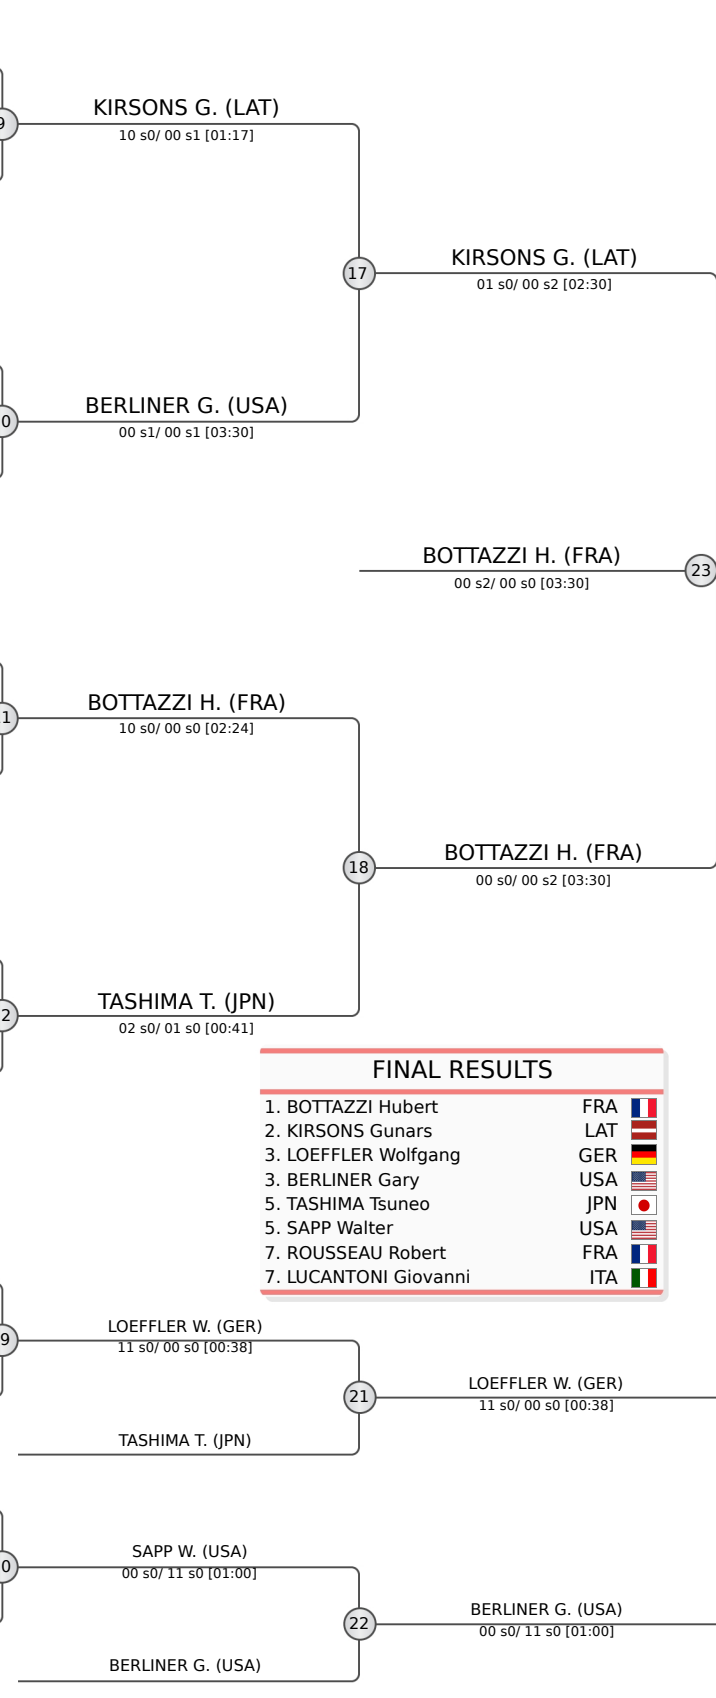 KIRSONS G. (LAT)
9
10 s0/ 00 s1 [01:17]
KIRSONS G. (LAT)
17
01 s0/ 00 s2 [02:30]
BERLINER G. (USA)
0
00 s1/ 00 s1 [03:30]
BOTTAZZI H. (FRA)
23
00 s2/ 00 s0 [03:30]
BOTTAZZI H. (FRA)
1
10 s0/ 00 s0 [02:24]
BOTTAZZI H. (FRA)
18
00 s0/ 00 s2 [03:30]
TASHIMA T. (JPN)
2
02 s0/ 01 s0 [00:41]
FINAL RESULTS
1. BOTTAZZI Hubert FRA
2. KIRSONS Gunars LAT
3. LOEFFLER Wolfgang GER
3. BERLINER Gary USA
5. TASHIMA Tsuneo JPN
5. SAPP Walter USA
7. ROUSSEAU Robert FRA
7. LUCANTONI Giovanni ITA
LOEFFLER W. (GER)
9
11 s0/ 00 s0 [00:38]
LOEFFLER W. (GER)
21
11 s0/ 00 s0 [00:38]
TASHIMA T. (JPN)
SAPP W. (USA)
0
00 s0/ 11 s0 [01:00]
BERLINER G. (USA)
22
00 s0/ 11 s0 [01:00]
BERLINER G. (USA)